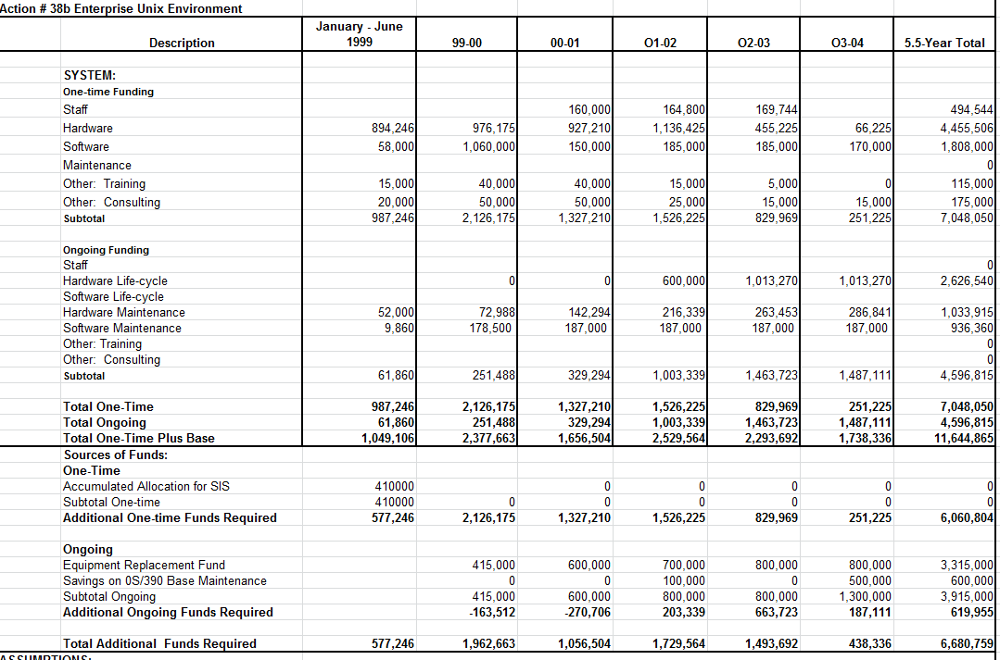 Action # 38b Enterprise Unix Environment
Description January - June 1999 99-00 00-01 O1-02 O2-03 O3-04 5.5-Year Total
SYSTEM:
One-time Funding
Staff 160,000 164,800 169,744 494,544
Hardware 894,246 976,175 927,210 1,136,425 455,225 66,225 4,455,506
Software 58,000 1,060,000 150,000 185,000 185,000 170,000 1,808,000
Maintenance 0
Other: Training 15,000 40,000 40,000 15,000 5,000 0 115,000
Other: Consulting 20,000 50,000 50,000 25,000 15,000 15,000 175,000
Subtotal 987,246 2,126,175 1,327,210 1,526,225 829,969 251,225 7,048,050
Ongoing Funding
Staff 0
Hardware Life-cycle 0 0 600,000 1,013,270 1,013,270 2,626,540
Software Life-cycle
Hardware Maintenance 52,000 72,988 142,294 216,339 263,453 286,841 1,033,915
Software Maintenance 9,860 178,500 187,000 187,000 187,000 187,000 936,360
Other: Training 0
Other: Consulting 0
Subtotal 61,860 251,488 329,294 1,003,339 1,463,723 1,487,111 4,596,815
Total One-Time 987,246 2,126,175 1,327,210 1,526,225 829,969 251,225 7,048,050
Total Ongoing 61,860 251,488 329,294 1,003,339 1,463,723 1,487,111 4,596,815
Total One-Time Plus Base 1,049,106 2,377,663 1,656,504 2,529,564 2,293,692 1,738,336 11,644,865
Sources of Funds:
One-Time
Accumulated Allocation for SIS 410000 0 0 0 0 0
Subtotal One-time 410000 0 0 0 0 0 0
Additional One-time Funds Required 577,246 2,126,175 1,327,210 1,526,225 829,969 251,225 6,060,804
Ongoing
Equipment Replacement Fund 415,000 600,000 700,000 800,000 800,000 3,315,000
Savings on 0S/390 Base Maintenance 0 0 100,000 0 500,000 600,000
Subtotal Ongoing 415,000 600,000 800,000 800,000 1,300,000 3,915,000
Additional Ongoing Funds Required -163,512 -270,706 203,339 663,723 187,111 619,955
Total Additional Funds Required 577,246 1,962,663 1,056,504 1,729,564 1,493,692 438,336 6,680,759
ASSUMPTIONS: